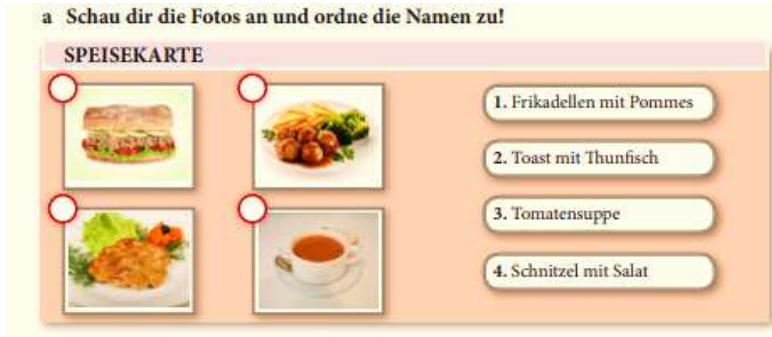 a Schau dir die Fotos an und ordne die Namen zu!
SPEISEKARTE
1. Frikadellen mit Pommes
2. Toast mit Thunfisch
3. Tomatensuppe
4. Schnitzel mit Salat